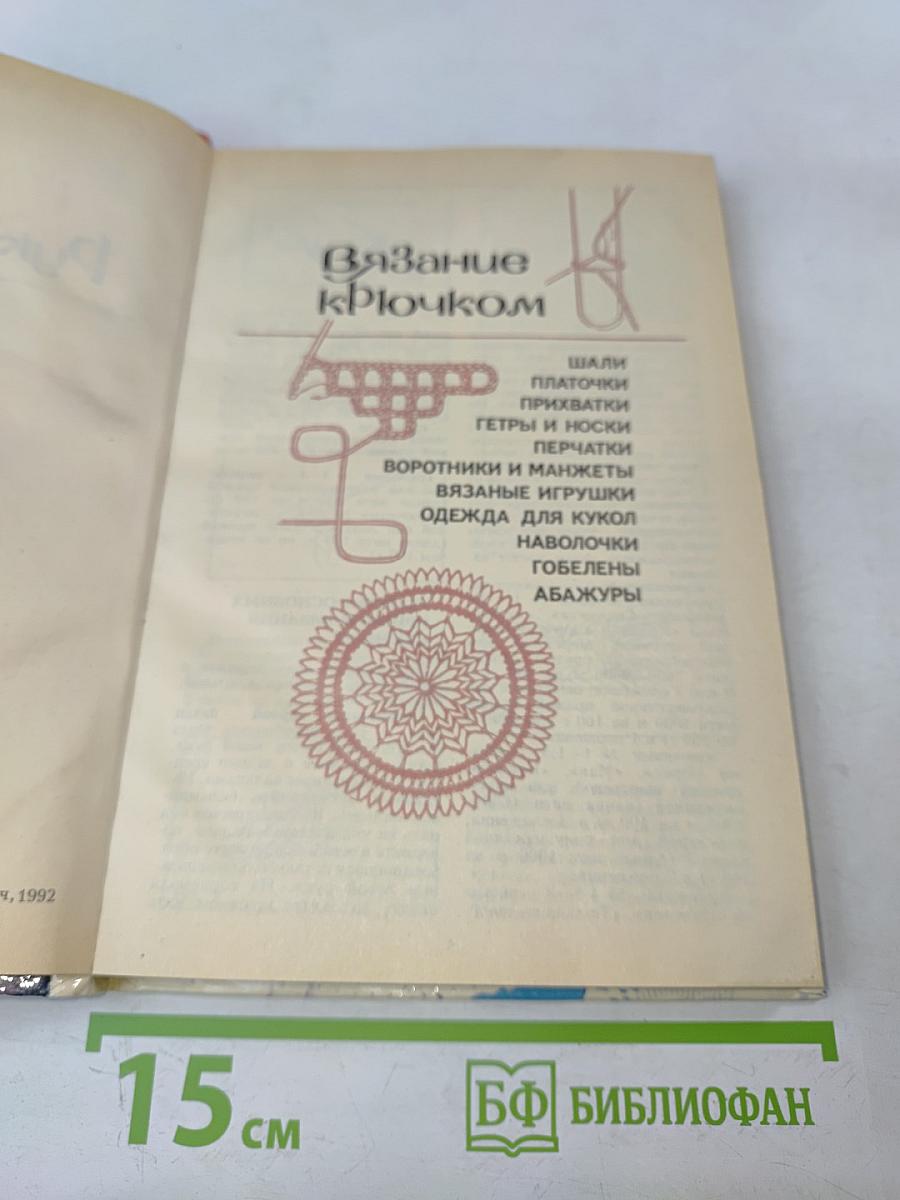 Вязание
крючком
ШАЛИ
ПЛАТОЧКИ
ПРИХВАТКИ
ГЕТРЫ И НОСКИ
ПЕРЧАТКИ
ВОРОТНИКИ И МАНЖЕТЫ
ВЯЗАНЫЕ ИГРУШКИ
ОДЕЖДА ДЛЯ КУКОЛ
НАВОЛОЧКИ
ГОБЕЛЕНЫ
АБАЖУРЫ
ч, 1992
15 см
БФ БИБЛИОФАН